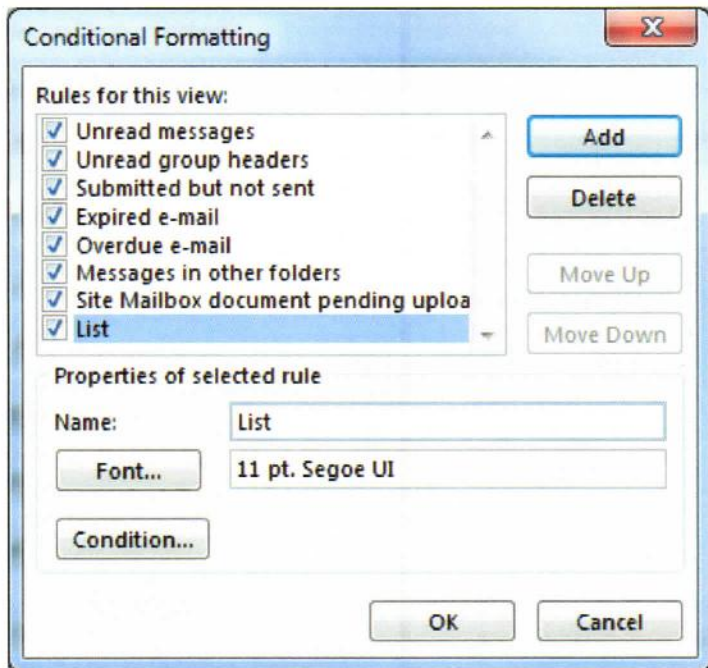 Conditional Formatting
X
Rules for this view:
Unread messages
Unread group headers
Submitted but not sent
Expired e-mail
Overdue e-mail
Messages in other folders
Site Mailbox document pending uploa
List
Add
Delete
Move Up
Move Down
Properties of selected rule
Name: List
Font... 11 pt. Segoe UI
Condition...
OK Cancel